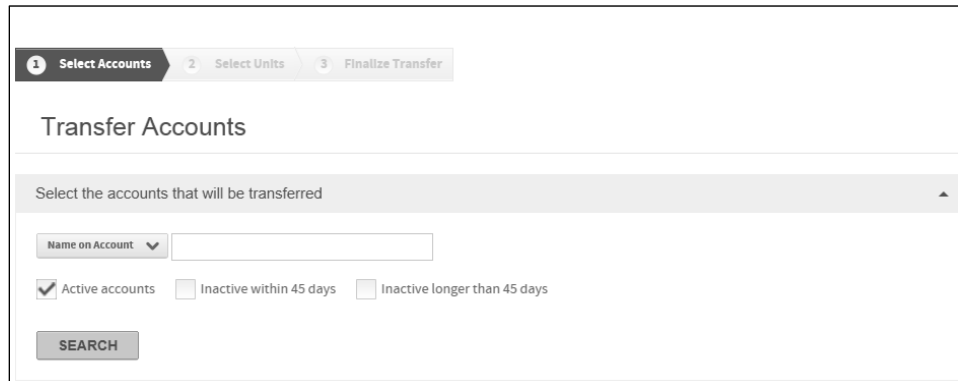 1 Select Accounts 2 Select Units 3 Finalize Transfer
Transfer Accounts
Select the accounts that will be transferred
Name on Account
Active accounts Inactive within 45 days Inactive longer than 45 days
SEARCH